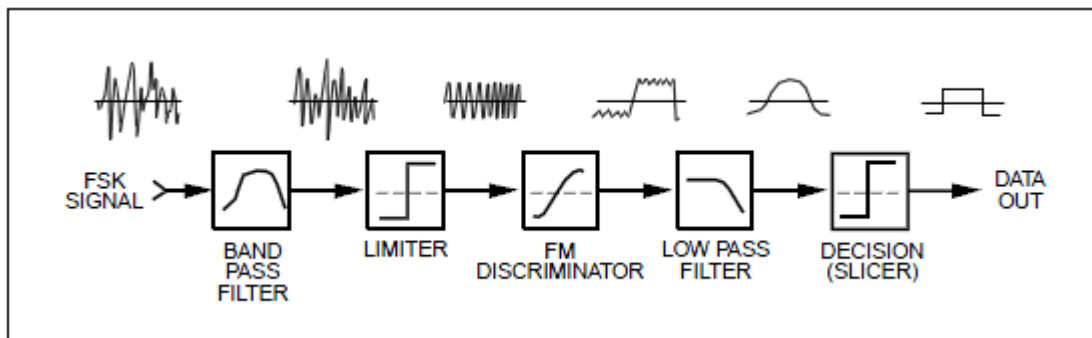 FSK
SIGNAL
BAND
PASS
FILTER
LIMITER
FM
DISCRIMINATOR
LOW PASS
FILTER
DECISION
(SLICER)
DATA
OUT